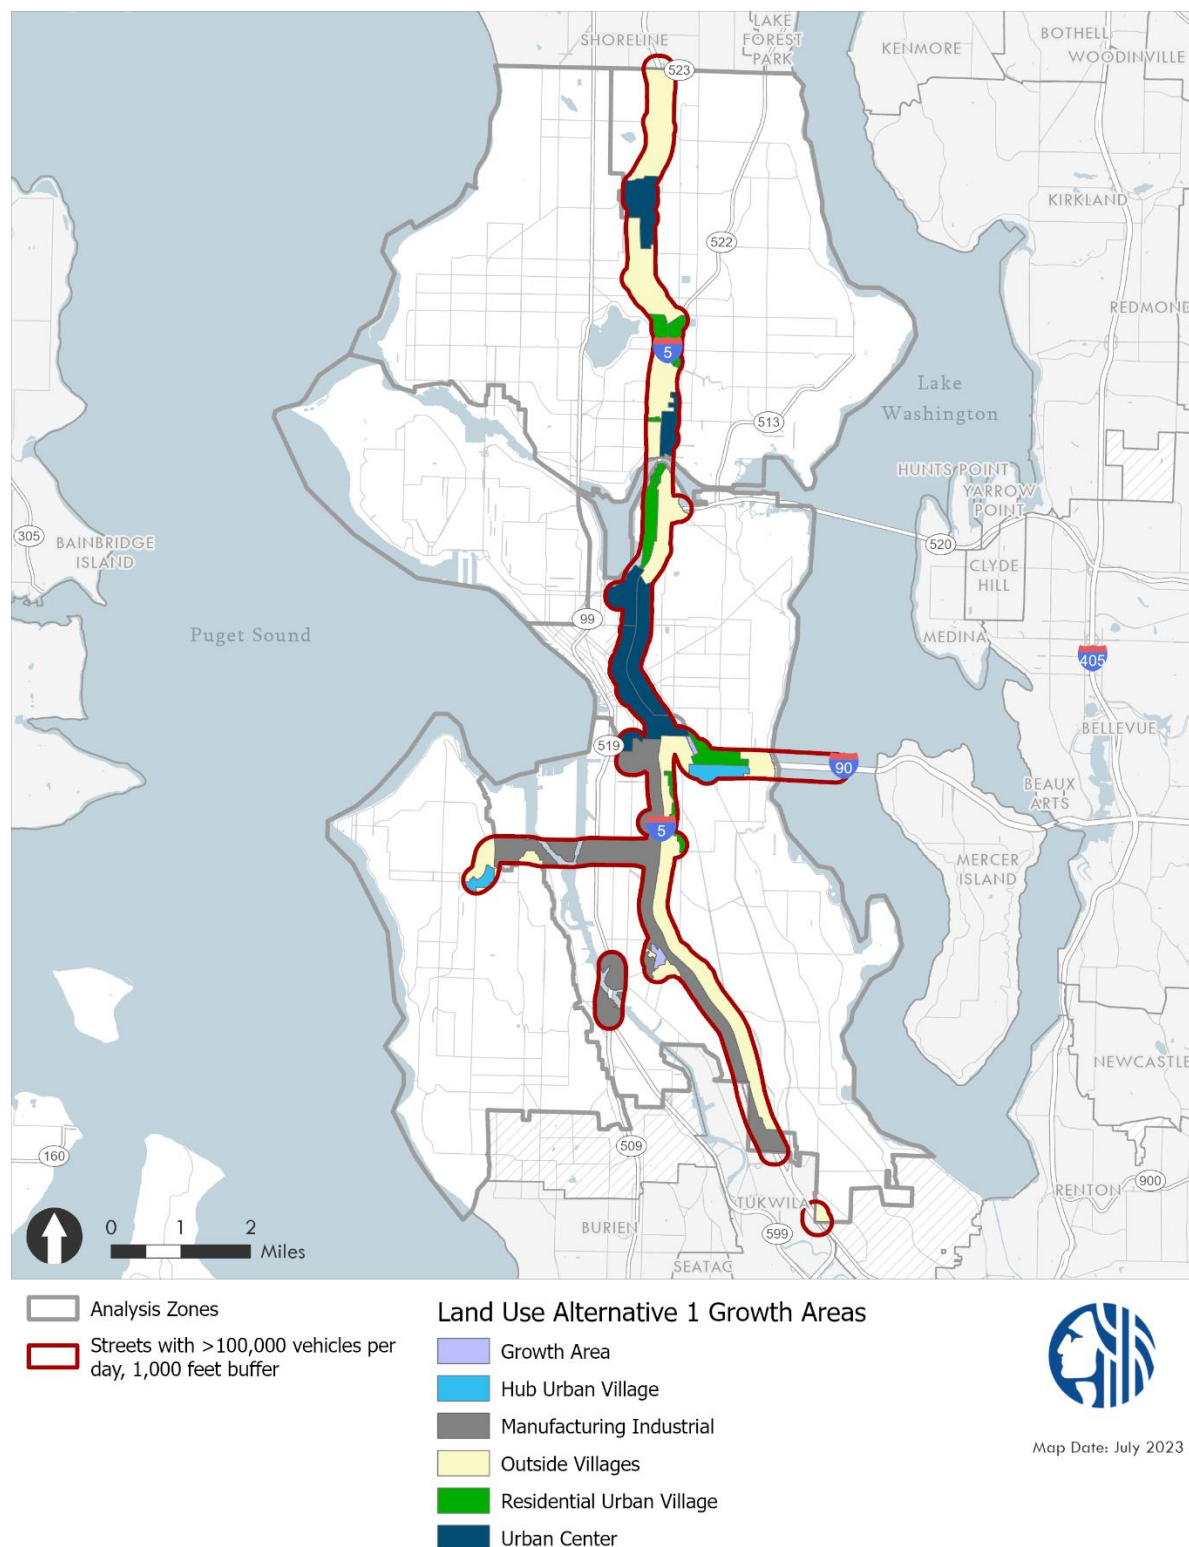 SHORELINE
LAKE
FOREST
PARK
KENMORE
BOTHELL
WOODINVILLE
523
KIRKLAND
522
REDMOND
5
Lake
Washington
513
HUNTS POINT
YARROW
POINT
305
BAINBRIDGE
ISLAND
520
CLYDE
HILL
99
Puget Sound
MEDINA
405
BELLEVUE
519
90
BEAUX
ARTS
5
MERCER
ISLAND
NEWCASTLE
509
160
900
RENTON
TUKWILA
BURIEN
599
SEATAC
0 1 2
Miles
Analysis Zones
Streets with >100,000 vehicles per
day, 1,000 feet buffer
Land Use Alternative 1 Growth Areas
Growth Area
Hub Urban Village
Manufacturing Industrial
Outside Villages
Residential Urban Village
Urban Center
Map Date: July 2023